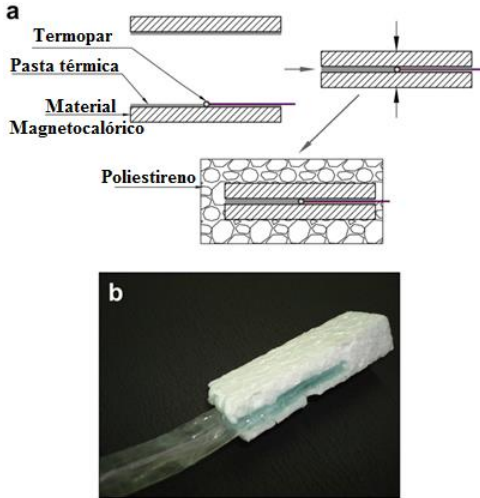 a
Termopar
Pasta térmica
Material
Magnetocalórico
Poliestireno
b